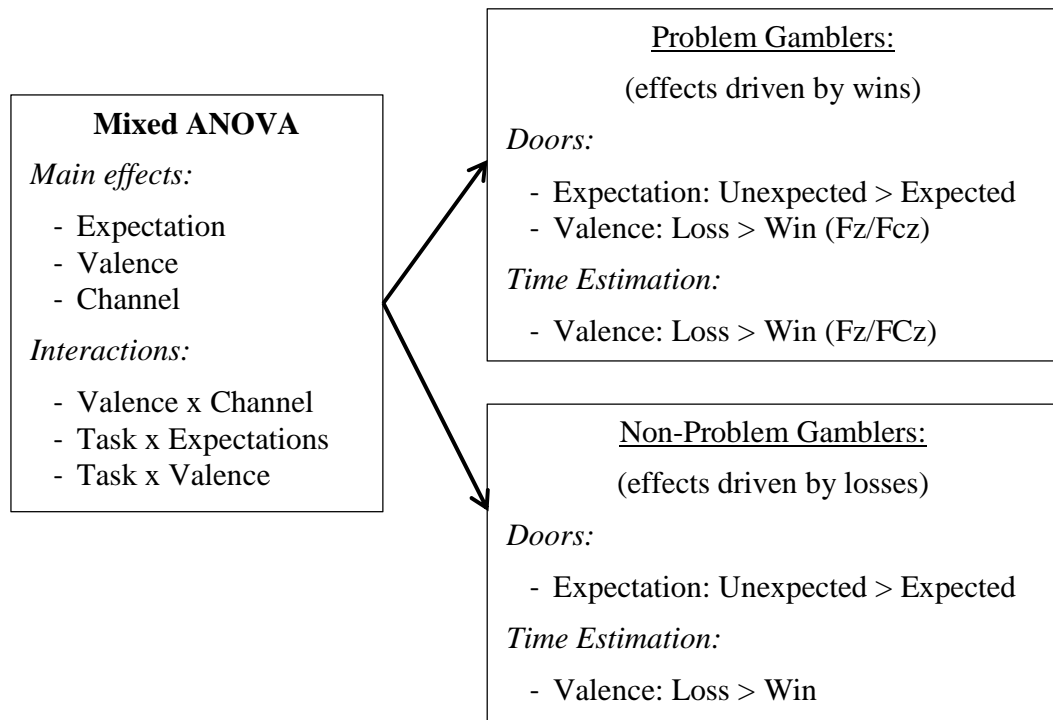 Mixed ANOVA
Main effects:
- Expectation
- Valence
- Channel
Interactions:
- Valence x Channel
- Task x Expectations
- Task x Valence
Problem Gamblers:
(effects driven by wins)
Doors:
- Expectation: Unexpected > Expected
- Valence: Loss > Win (Fz/Fcz)
Time Estimation:
- Valence: Loss > Win (Fz/FCz)
Non-Problem Gamblers:
(effects driven by losses)
Doors:
- Expectation: Unexpected > Expected
Time Estimation:
- Valence: Loss > Win